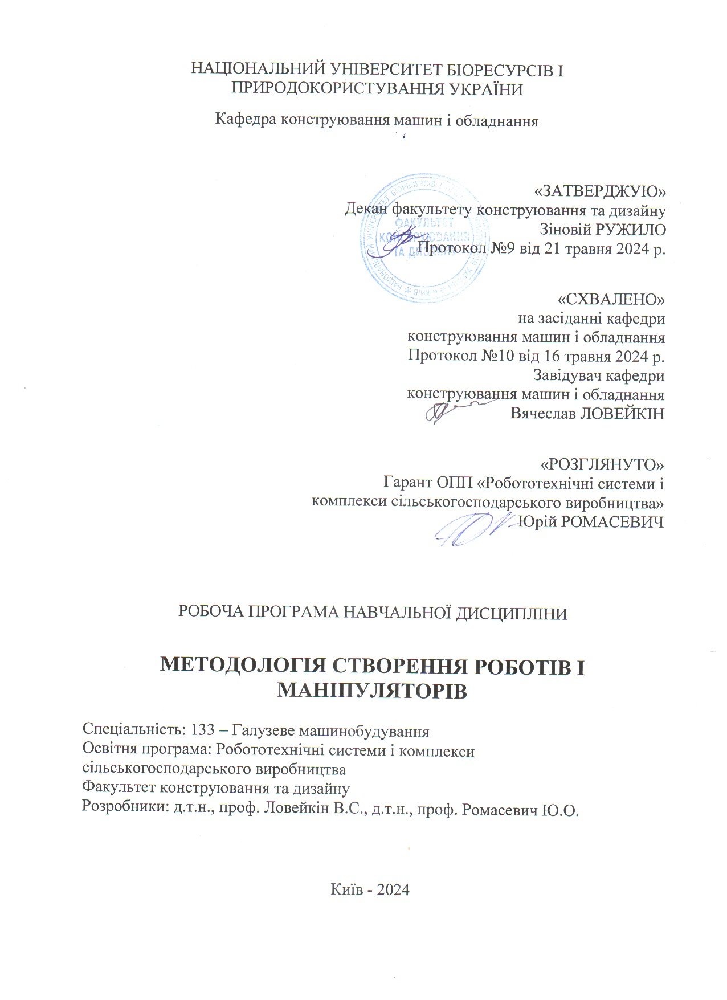 НАЦІОНАЛЬНИЙ УНІВЕРСИТЕТ БІОРЕСУРСІВ І
ПРИРОДОКОРИСТУВАННЯ УКРАЇНИ
Кафедра конструювання машин і обладнання
«ЗАТВЕРДЖУЮ»
Декан факультету конструювання та дизайну
Зіновій РУЖИЛО
Протокол №9 від 21 травня 2024 р.
ФАКУЛЬТЕТ
КОНСТРУЮВАННЯ
ТА ДИЗАЙНУ
«СХВАЛЕНО»
на засіданні кафедри
конструювання машин і обладнання
Протокол №10 від 16 травня 2024 р.
Завідувач кафедри
конструювання машин і обладнання
Вячеслав ЛОВЕЙКІН
«РОЗГЛЯНУТО»
Гарант ОПП «Робототехнічні системи і
комплекси сільськогосподарського виробництва»
Юрій РОМАСЕВИЧ
РОБОЧА ПРОГРАМА НАВЧАЛЬНОЇ ДИСЦИПЛІНИ
МЕТОДОЛОГІЯ СТВОРЕННЯ РОБОТІВ І
МАНІПУЛЯТОРІВ
Спеціальність: 133 – Галузеве машинобудування
Освітня програма: Робототехнічні системи і комплекси
сільськогосподарського виробництва
Факультет конструювання та дизайну
Розробники: д.т.н., проф. Ловейкін В.С., д.т.н., проф. Ромасевич Ю.О.
Київ - 2024